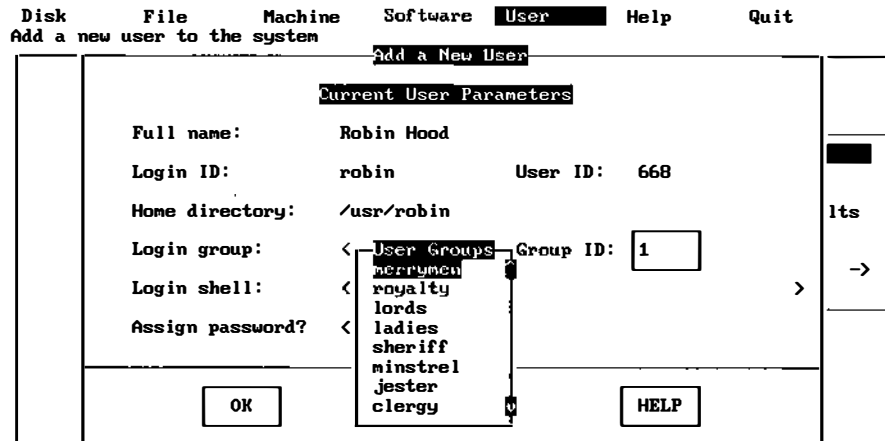 Disk File Machine Software User Help Quit
Add a new user to the system
Add a New User
Current User Parameters
Full name: Robin Hood
Login ID: robin User ID: 668
Home directory: /usr/robin
lts
Login group: < User Groups Group ID: 1
merrymen
->
Login shell: < royalty >
lords
Assign password? < ladies
sheriff
minstrel
jester
OK clergy v HELP